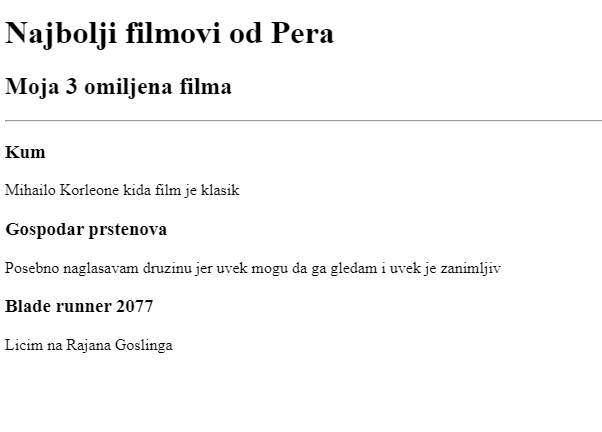 Najbolji filmovi od Pera
Moja 3 omiljena filma
Kum
Mihailo Korleone kida film je klasik
Gospodar prstenova
Posebno naglasavam druzinu jer uvek mogu da ga gledam i uvek je zanimljiv
Blade runner 2077
Licim na Rajana Goslinga